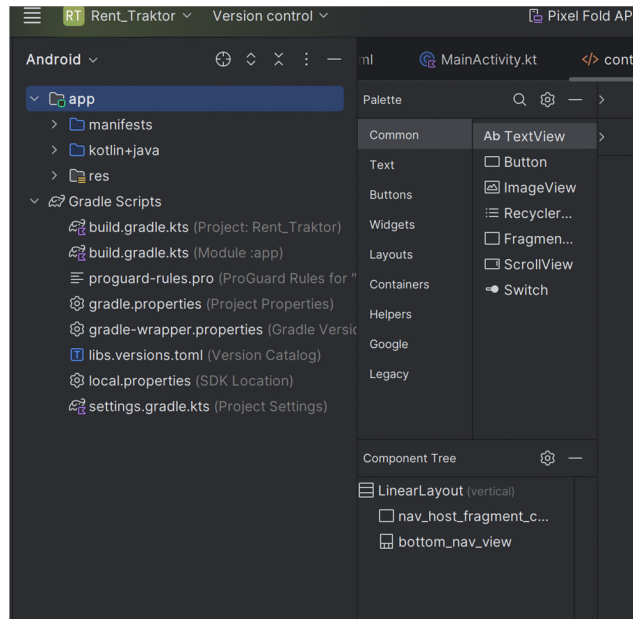 RT Rent_Traktor Version control Pixel Fold AP
Android
app
manifests
kotlin+java
res
Gradle Scripts
build.gradle.kts (Project: Rent_Traktor)
build.gradle.kts (Module :app)
proguard-rules.pro (ProGuard Rules for "
gradle.properties (Project Properties)
gradle-wrapper.properties (Gradle Versic
libs.versions.toml (Version Catalog)
local.properties (SDK Location)
settings.gradle.kts (Project Settings)
ml MainActivity.kt </> cont
Palette
Common
Text
Buttons
Widgets
Layouts
Containers
Helpers
Google
Legacy
Ab TextView
Button
ImageView
Recycler...
Fragmen...
ScrollView
Switch
Component Tree
LinearLayout (vertical)
nav_host_fragment_c...
bottom_nav_view